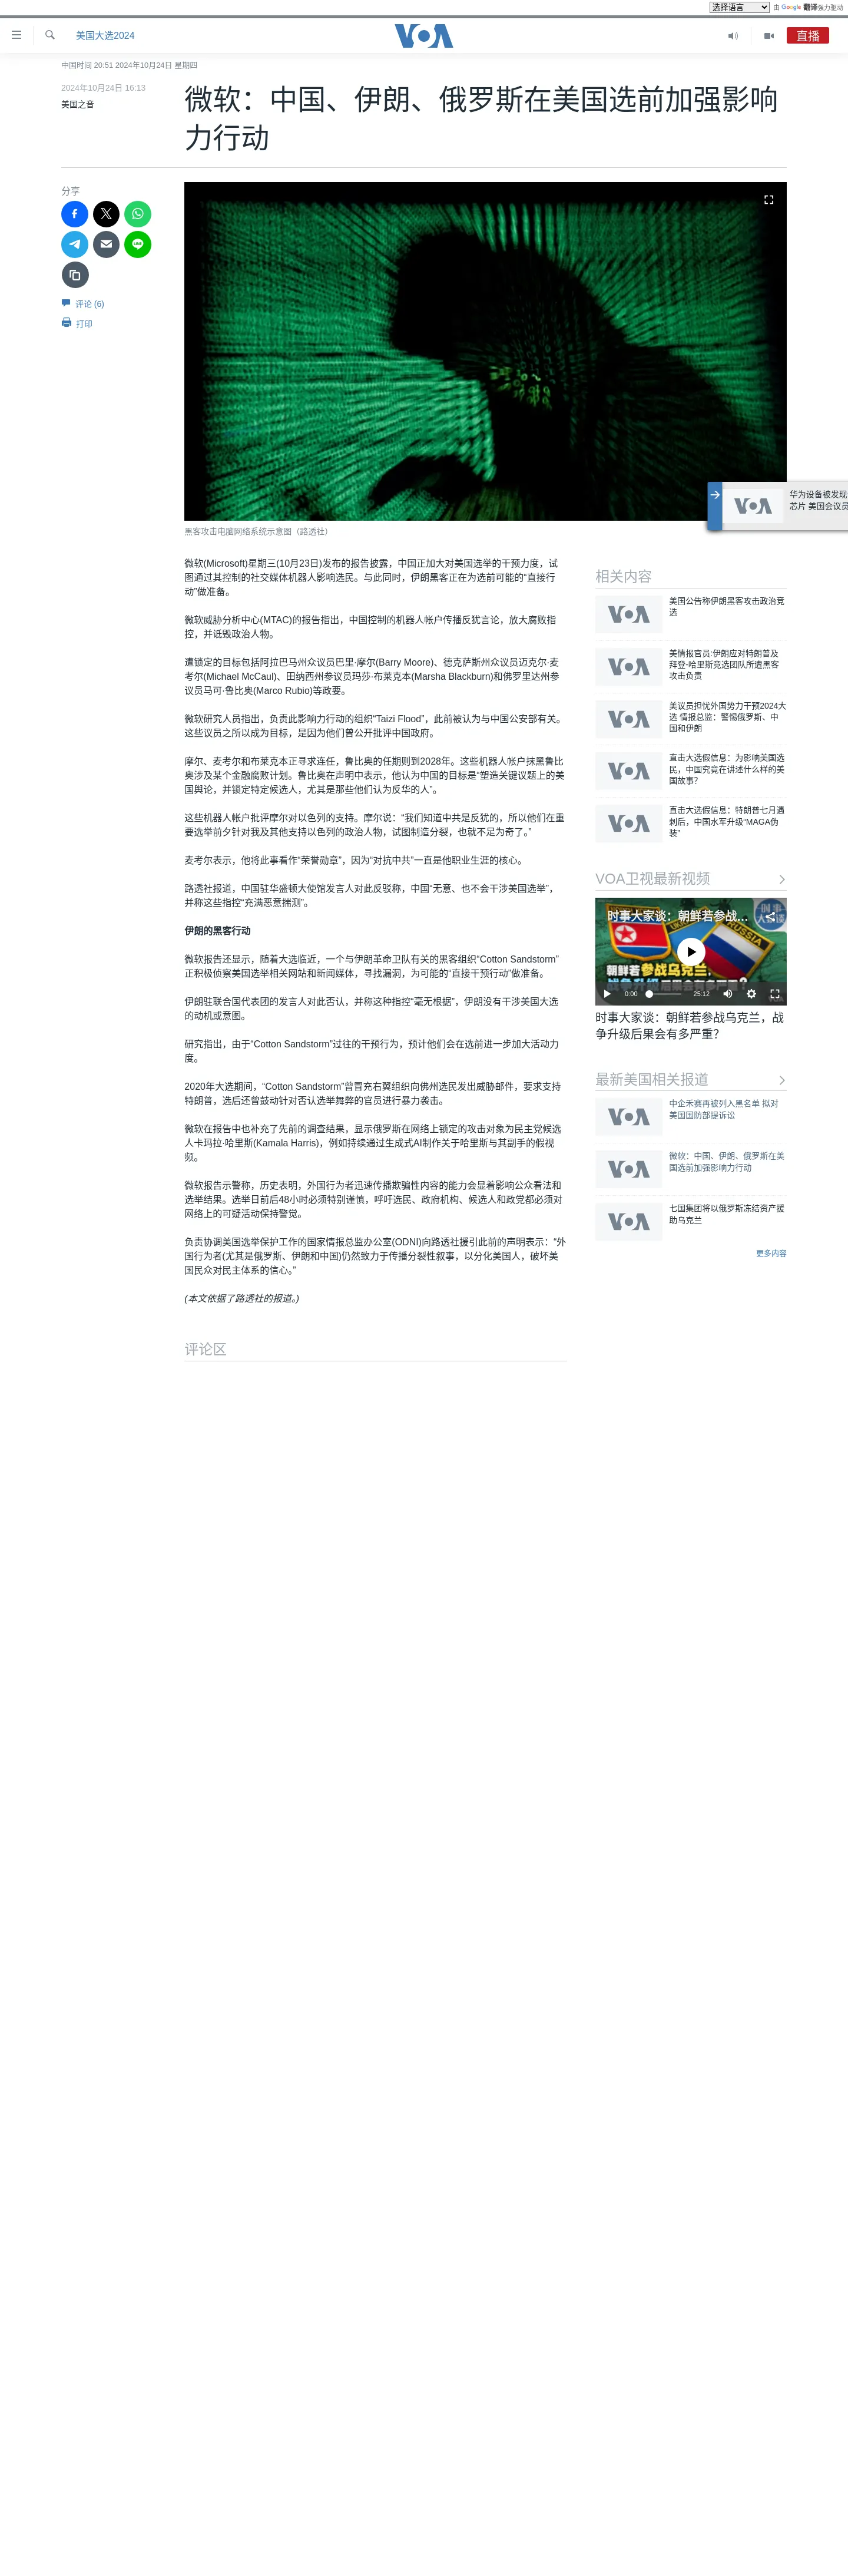 选择语言
由 Google 翻译强力驱动
美国大选2024
VOA
直播
中国时间 20:51 2024年10月24日 星期四
2024年10月24日 16:13
美国之音
微软：中国、伊朗、俄罗斯在美国选前加强影响
力行动
分享
LINE
评论 (6)
打印
黑客攻击电脑网络系统示意图（路透社）
VOA
华为设备被发现
芯片 美国会议员
微软(Microsoft)星期三(10月23日)发布的报告披露，中国正加大对美国选举的干预力度，试
图通过其控制的社交媒体机器人影响选民。与此同时，伊朗黑客正在为选前可能的“直接行
动”做准备。
微软威胁分析中心(MTAC)的报告指出，中国控制的机器人帐户传播反犹言论，放大腐败指
控，并诋毁政治人物。
遭锁定的目标包括阿拉巴马州众议员巴里·摩尔(Barry Moore)、德克萨斯州众议员迈克尔·麦
考尔(Michael McCaul)、田纳西州参议员玛莎·布莱克本(Marsha Blackburn)和佛罗里达州参
议员马可·鲁比奥(Marco Rubio)等政要。
微软研究人员指出，负责此影响力行动的组织“Taizi Flood”，此前被认为与中国公安部有关。
这些议员之所以成为目标，是因为他们曾公开批评中国政府。
摩尔、麦考尔和布莱克本正寻求连任，鲁比奥的任期则到2028年。这些机器人帐户抹黑鲁比
奥涉及某个金融腐败计划。鲁比奥在声明中表示，他认为中国的目标是“塑造关键议题上的美
国舆论，并锁定特定候选人，尤其是那些他们认为反华的人”。
这些机器人帐户批评摩尔对以色列的支持。摩尔说：“我们知道中共是反犹的，所以他们在重
要选举前夕针对我及其他支持以色列的政治人物，试图制造分裂，也就不足为奇了。”
麦考尔表示，他将此事看作“荣誉勋章”，因为“对抗中共”一直是他职业生涯的核心。
路透社报道，中国驻华盛顿大使馆发言人对此反驳称，中国“无意、也不会干涉美国选举”，
并称这些指控“充满恶意揣测”。
伊朗的黑客行动
微软报告还显示，随着大选临近，一个与伊朗革命卫队有关的黑客组织“Cotton Sandstorm”
正积极侦察美国选举相关网站和新闻媒体，寻找漏洞，为可能的“直接干预行动”做准备。
伊朗驻联合国代表团的发言人对此否认，并称这种指控“毫无根据”，伊朗没有干涉美国大选
的动机或意图。
研究指出，由于“Cotton Sandstorm”过往的干预行为，预计他们会在选前进一步加大活动力
度。
2020年大选期间，“Cotton Sandstorm”曾冒充右翼组织向佛州选民发出威胁邮件，要求支持
特朗普，选后还曾鼓动针对否认选举舞弊的官员进行暴力袭击。
微软在报告中也补充了先前的调查结果，显示俄罗斯在网络上锁定的攻击对象为民主党候选
人卡玛拉·哈里斯(Kamala Harris)，例如持续通过生成式AI制作关于哈里斯与其副手的假视
频。
微软报告示警称，历史表明，外国行为者迅速传播欺骗性内容的能力会显着影响公众看法和
选举结果。选举日前后48小时必须特别谨慎，呼吁选民、政府机构、候选人和政党都必须对
网络上的可疑活动保持警觉。
负责协调美国选举保护工作的国家情报总监办公室(ODNI)向路透社援引此前的声明表示：“外
国行为者(尤其是俄罗斯、伊朗和中国)仍然致力于传播分裂性叙事，以分化美国人，破坏美
国民众对民主体系的信心。”
(本文依据了路透社的报道。)
评论区
相关内容
VOA
美国公告称伊朗黑客攻击政治竞
选
VOA
美情报官员:伊朗应对特朗普及
拜登-哈里斯竞选团队所遭黑客
攻击负责
VOA
美议员担忧外国势力干预2024大
选 情报总监：警惕俄罗斯、中
国和伊朗
VOA
直击大选假信息：为影响美国选
民，中国究竟在讲述什么样的美
国故事？
VOA
直击大选假信息：特朗普七月遇
刺后，中国水军升级“MAGA伪
装”
VOA卫视最新视频
时事大家谈：朝鲜若参战…
时事
大家谈
RUSSIA
朝鲜若参战乌克兰，
战争升级后果会有多严重？
0:00
25:12
时事大家谈：朝鲜若参战乌克兰，战
争升级后果会有多严重？
最新美国相关报道
VOA
中企禾赛再被列入黑名单 拟对
美国国防部提诉讼
VOA
微软：中国、伊朗、俄罗斯在美
国选前加强影响力行动
VOA
七国集团将以俄罗斯冻结资产援
助乌克兰
更多内容